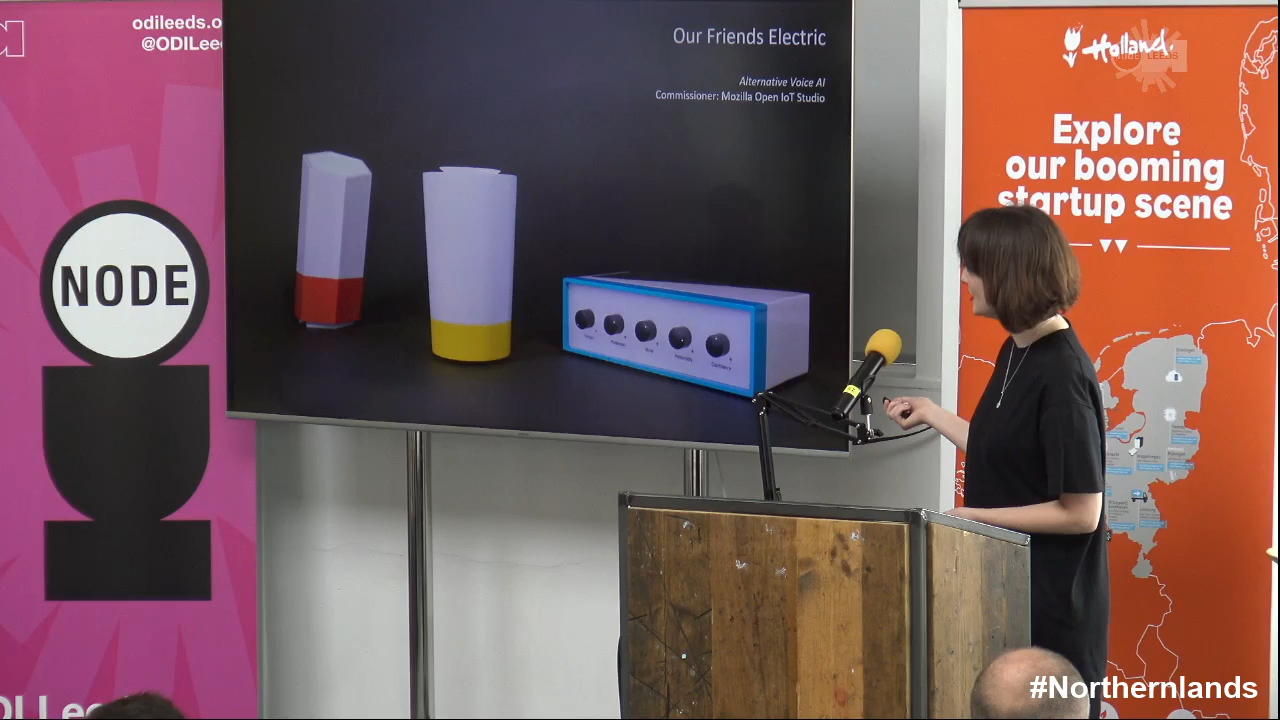 odileeds.o
@ODILee
NODE
ODI Lee
Our Friends Electric
Alternative Voice AI
Commissioner: Mozilla Open IoT Studio
Holland.
Explore
our booming
startup scene
#Northernlands